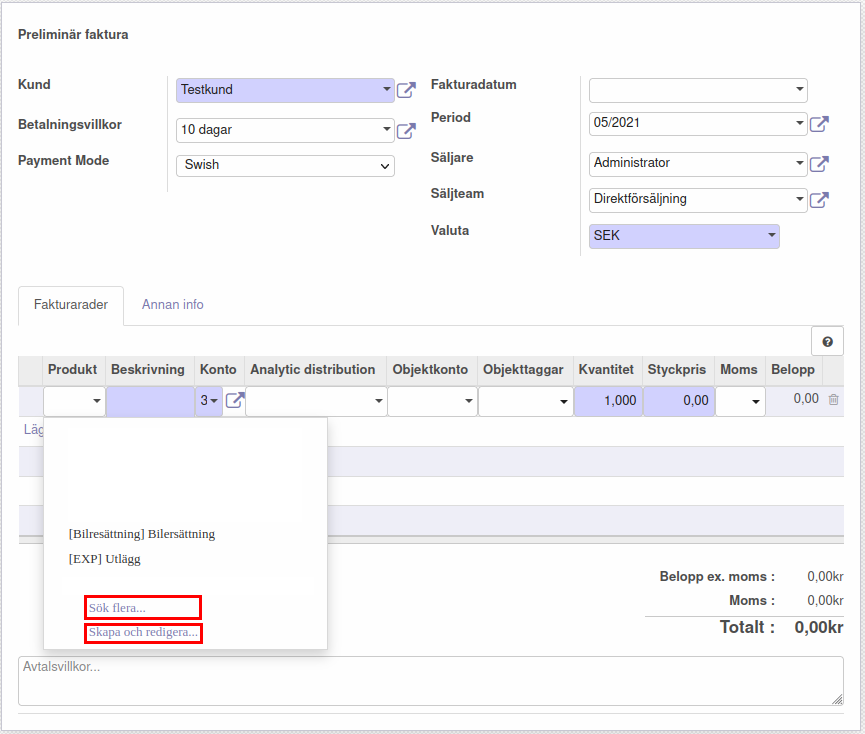 Preliminär faktura
Kund
Testkund
Betalningsvillkor
10 dagar
Payment Mode
Swish
Fakturadatum
Period
05/2021
Säljare
Administrator
Säljteam
Direktförsäljning
Valuta
SEK
Fakturarader
Annan info
?
Produkt Beskrivning Konto Analytic distribution Objektkonto Objekttaggar Kvantitet Styckpris Moms Belopp
3 1,000 0,00 0,00
Läg
[Bilresättning] Bilersättning
[EXP] Utlägg
Sök flera...
Skapa och redigera...
Belopp ex. moms : 0,00kr
Moms : 0,00kr
Totalt : 0,00kr
Avtalsvillkor...